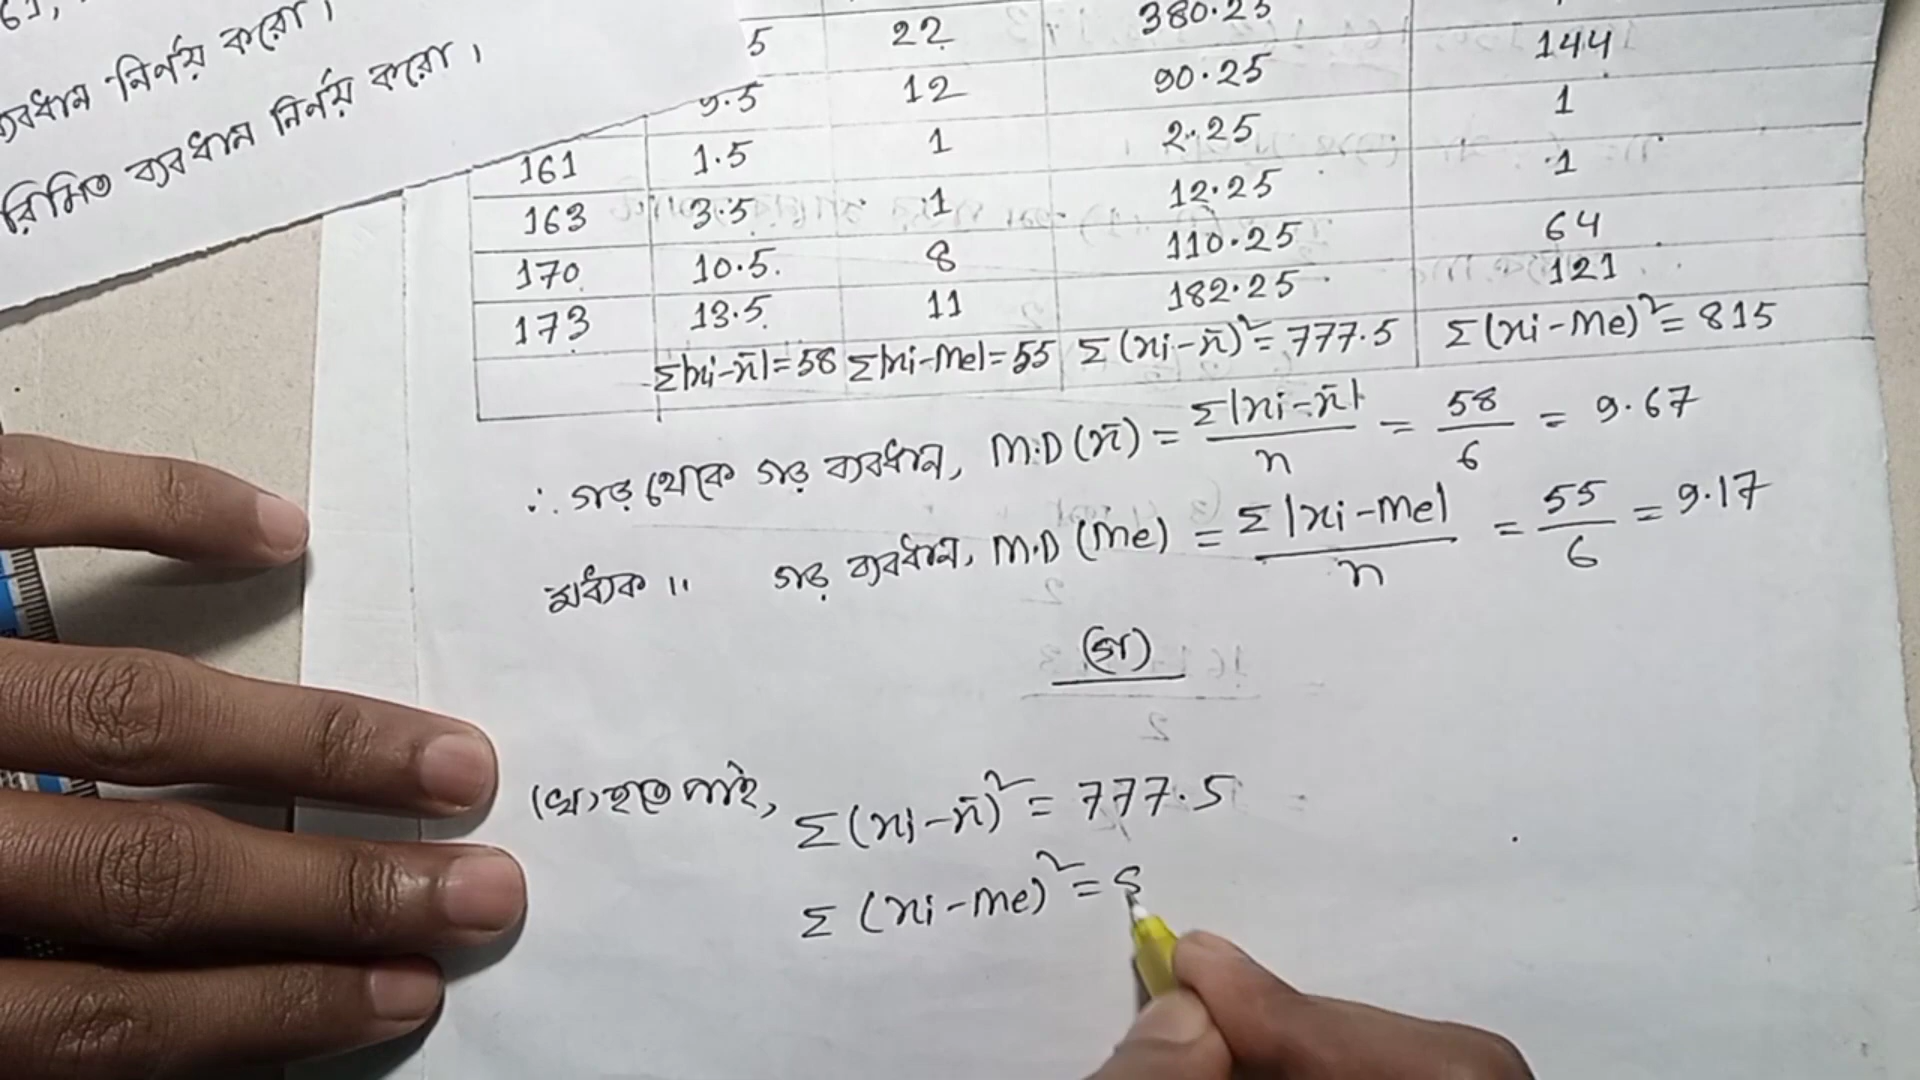 61,
ব্যবধান নির্ণয় করো।
রিমিত ব্যবধান নির্ণয় করো।
5 22 380.25
9.5 12 90.25 144
161 1.5 1 2.25 1
163 3.5 1 12.25 1
170 10.5 8 110.25 64
173 13.5 11 182.25 121
Σ|xi-x̄|=58 Σ|xi-Me|=55 Σ(xi-x̄)²=777.5 Σ(xi-Me)²=815
∴ গড় থেকে গড় ব্যবধান, M.D(x̄) = Σ|xi-x̄|/n = 58/6 = 9.67
মধ্যক " গড় ব্যবধান, M.D(Me) = Σ|xi-Me|/n = 55/6 = 9.17
(গ)
(খ) হতে পাই, Σ(xi-x̄)² = 777.5
Σ(xi-Me)² =